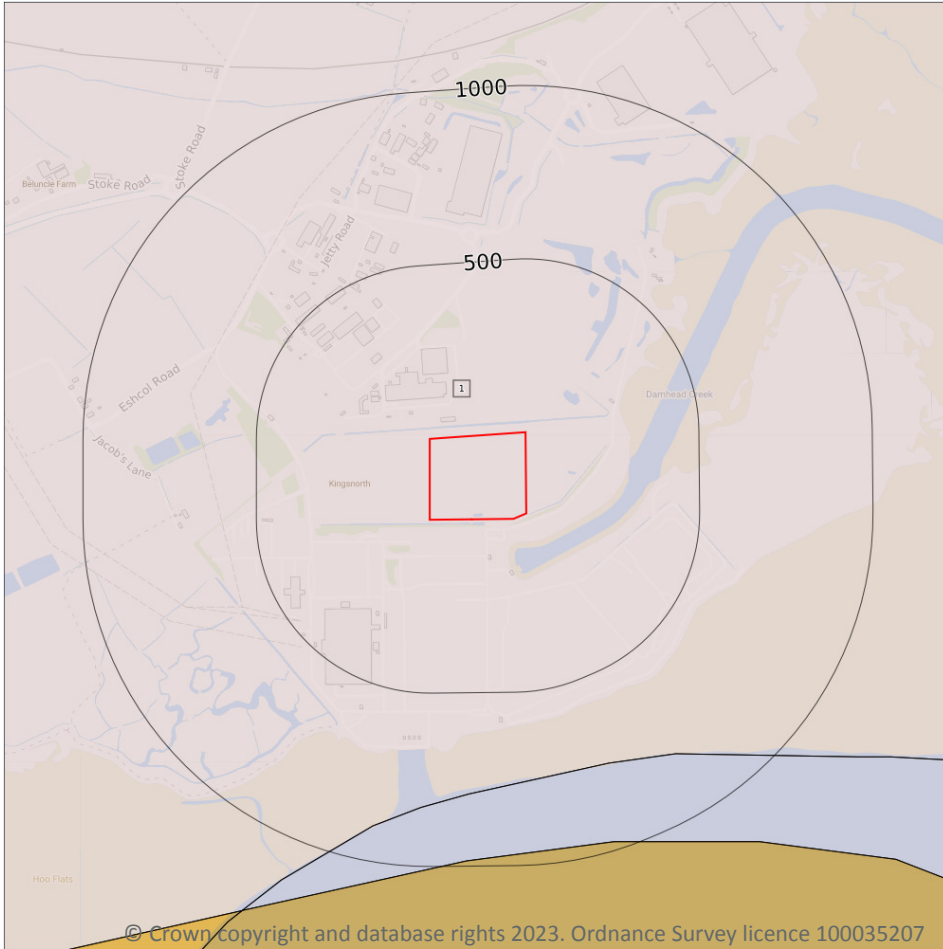 1000
Stoke Road
Beluncle Farm
Stoke Road
Jetty Road
500
Eshcol Road
1
Damhead Creek
Jacob's Lane
Kingsnorth
Hoo Flats
© Crown copyright and database rights 2023. Ordnance Survey licence 100035207